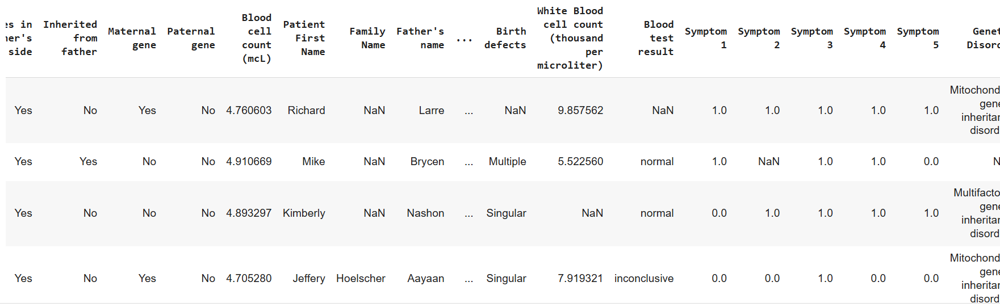 es in Inherited from father Maternal gene Paternal gene Blood cell count (mcL) Patient First Name Family Name Father's name ... Birth defects White Blood cell count (thousand per microliter) Blood test result Symptom 1 Symptom 2 Symptom 3 Symptom 4 Symptom 5
ner's side
Yes No Yes No 4.760603 Richard NaN Larre ... NaN 9.857562 NaN 1.0 1.0 1.0 1.0 1.0 Mitochond
gene
inheritan
disord
Yes Yes No No 4.910669 Mike NaN Brycen ... Multiple 5.522560 normal 1.0 NaN 1.0 1.0 0.0 N
Yes No No No 4.893297 Kimberly NaN Nashon ... Singular NaN normal 0.0 1.0 1.0 1.0 1.0 Multifacto
gene
inheritan
disord
Yes No Yes No 4.705280 Jeffery Hoelscher Aayaan ... Singular 7.919321 inconclusive 0.0 0.0 1.0 0.0 0.0 Mitochond
gene
inheritan
disord